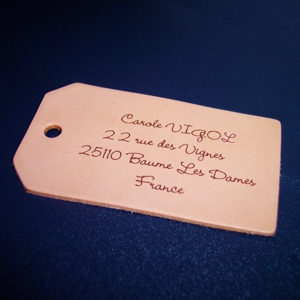 Carole VIGOL
22 rue des Vignes
25110 Baume Les Dames
France